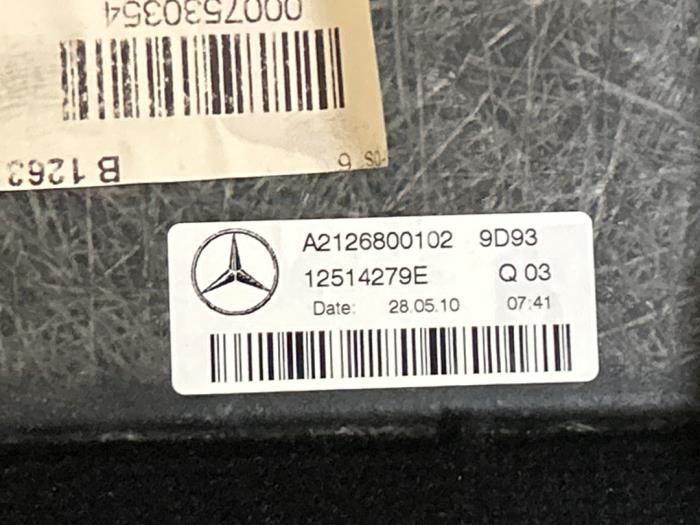 0007530354
B 1263
A2126800102 9D93
12514279E Q 03
Date: 28.05.10 07:41